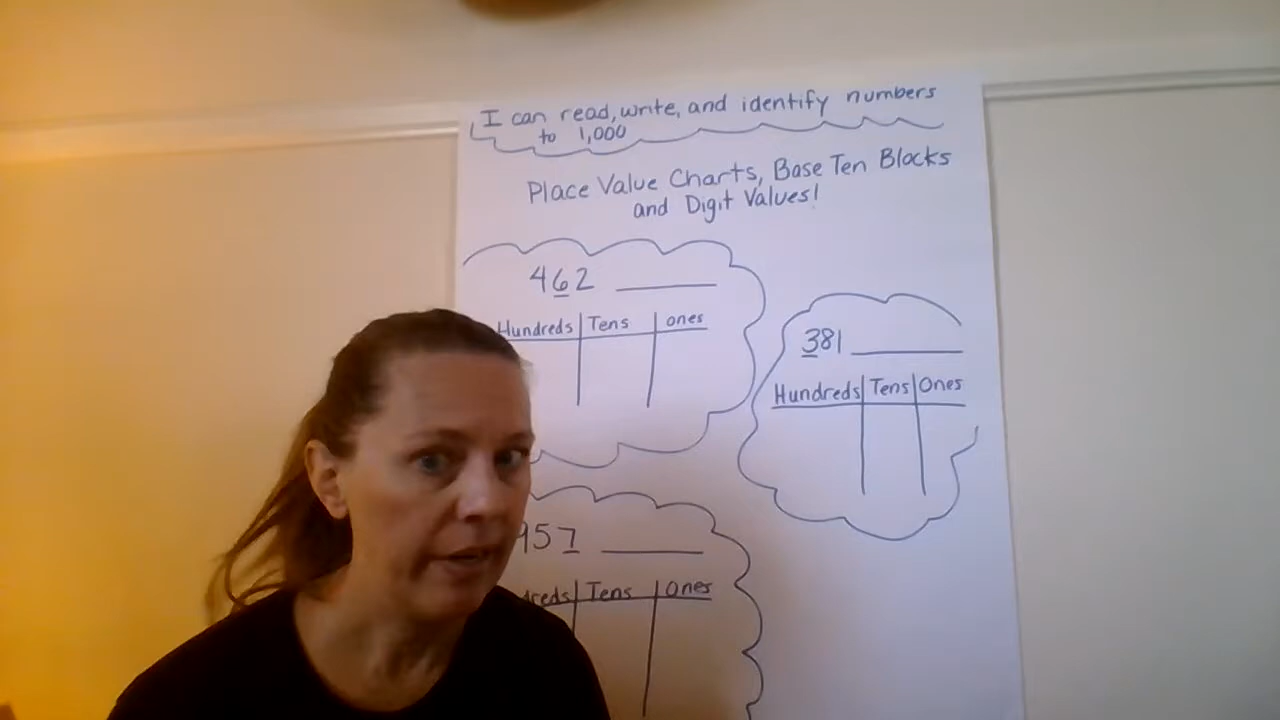 I can read, write, and identify numbers
to 1,000
Place Value Charts, Base Ten Blocks
and Digit Values!
462
Hundreds Tens ones
381
Hundreds Tens Ones
957
Tens Ones